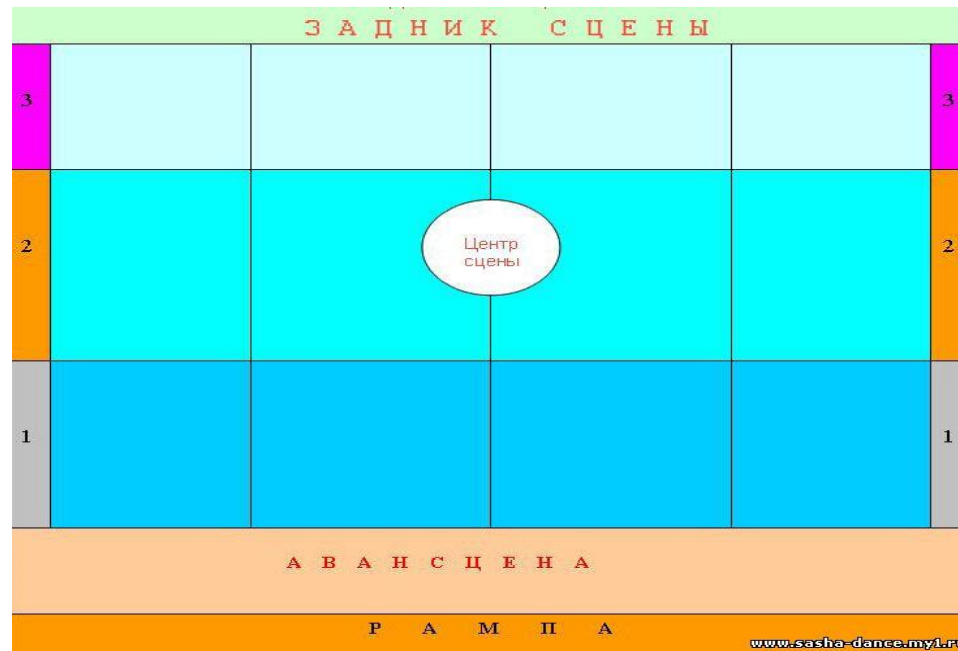 З А Д Н И К С Ц Е Н Ы
3 3
Центр
сцены
2 2
1 1
А В А Н С Ц Е Н А
Р А М П А
www.sasha-dance.my1.ru